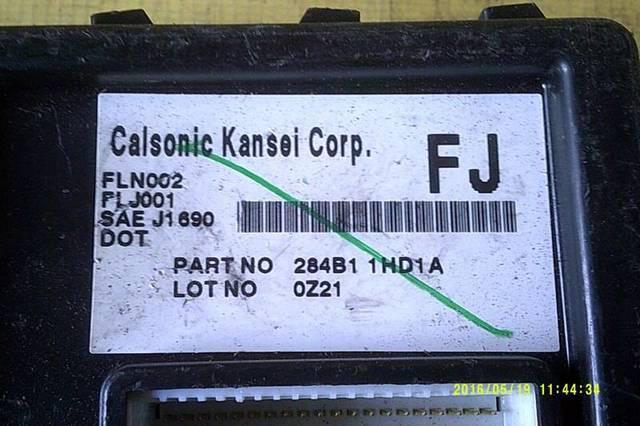 Calsonic Kansei Corp.
FJ
FLN002
FLJ001
SAE J1690
DOT
PART NO 284B1 1HD1A
LOT NO 0Z21
2016/05/19 11:44:34